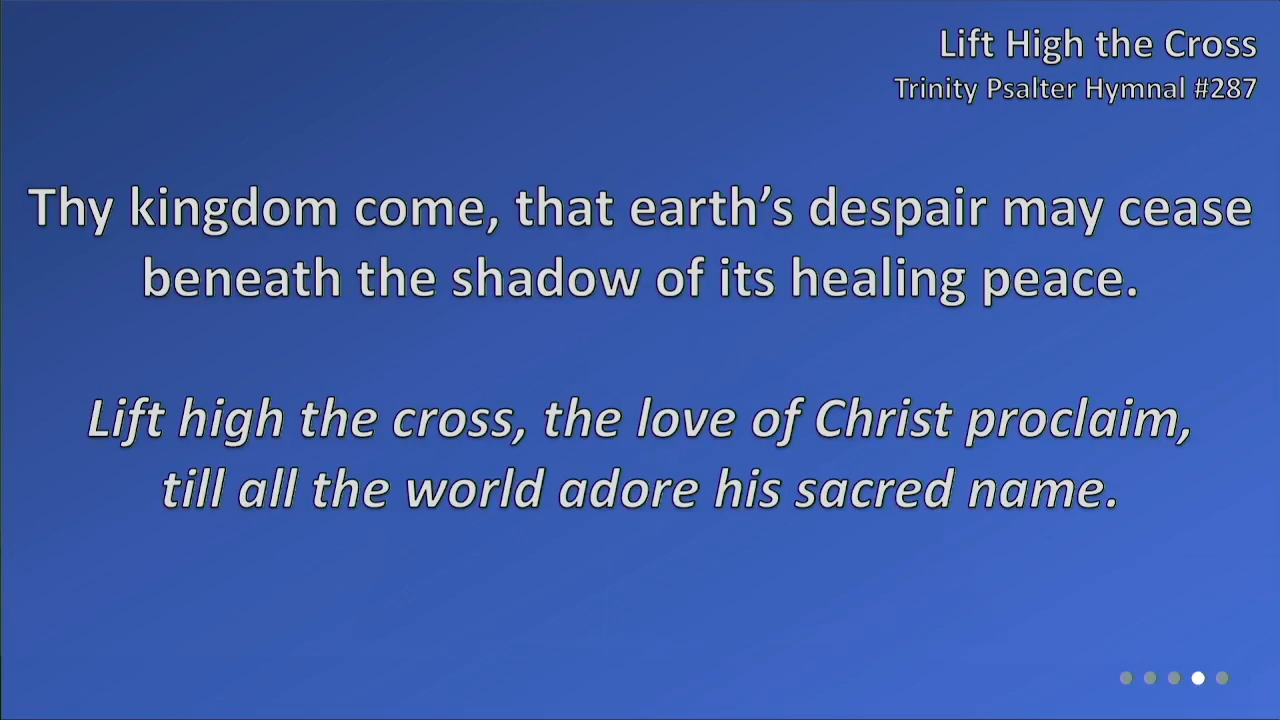 Lift High the Cross
Trinity Psalter Hymnal #287
Thy kingdom come, that earth’s despair may cease
beneath the shadow of its healing peace.
Lift high the cross, the love of Christ proclaim,
till all the world adore his sacred name.